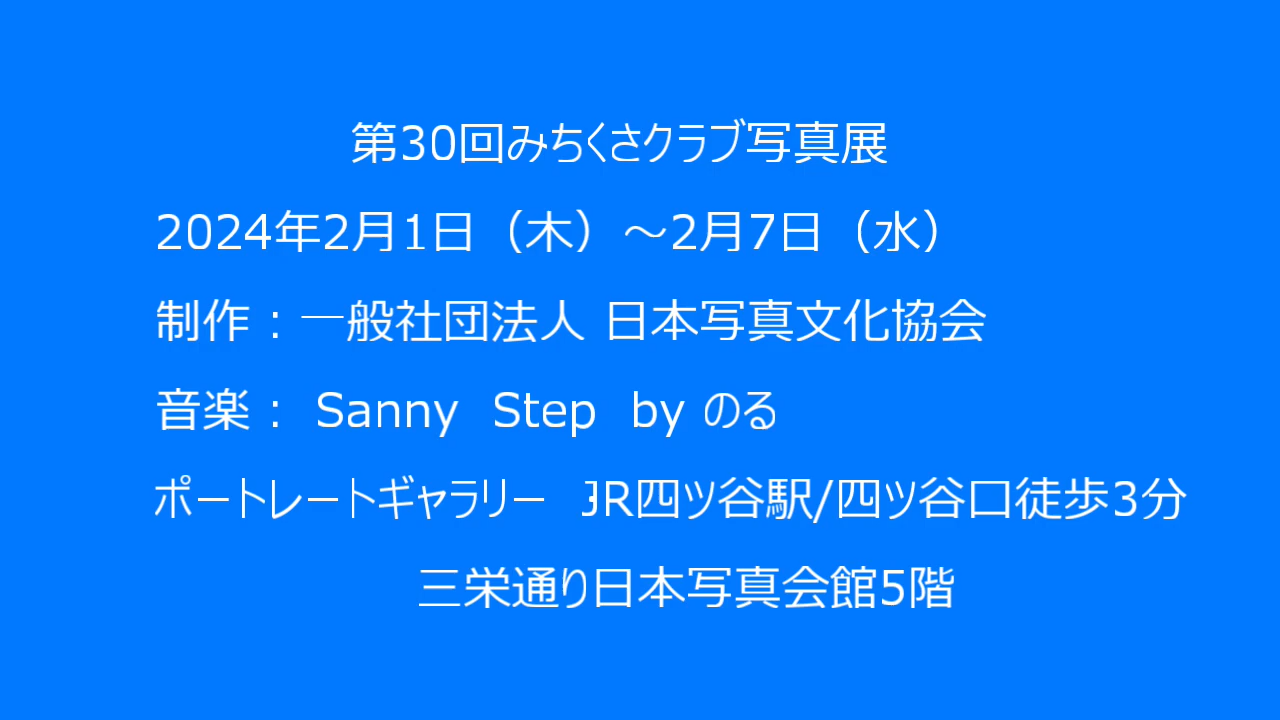 第30回みちくさクラブ写真展
2024年2月1日（木）～2月7日（水）
制作：一般社団法人 日本写真文化協会
音楽： Sanny Step by のる
ポートレートギャラリー JR四ツ谷駅/四ツ谷口徒歩3分
三栄通り日本写真会館5階